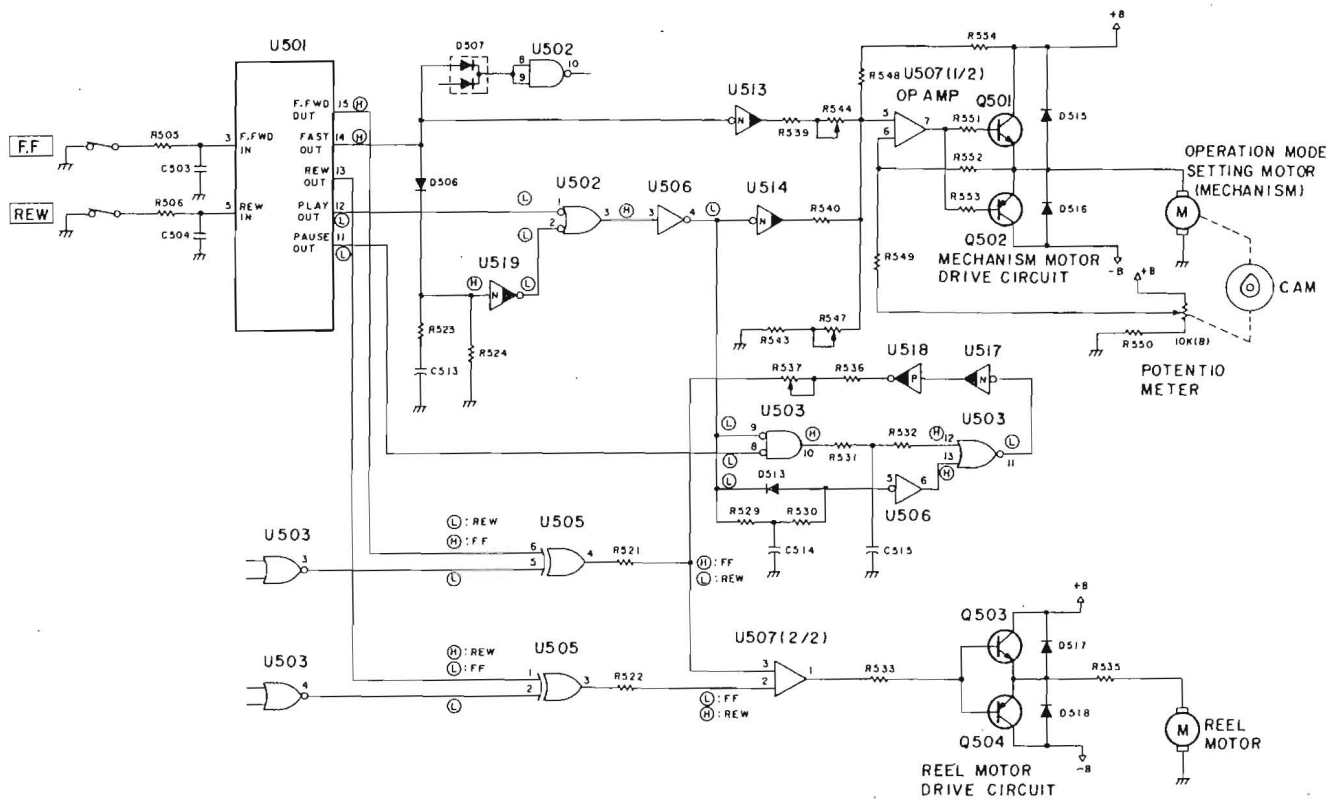 U501
D507
U502
8
9
10
F.FWD OUT
15
H
FAST OUT
14
H
REW OUT
13
PLAY OUT
12
L
PAUSE OUT
11
L
F.F
R505
3
F.FWD IN
C503
REW
R506
5
REW IN
C504
D506
U513
N
R539
R544
R548
R554
+B
U507(1/2)
OP AMP
5
6
7
R551
Q501
R552
R553
Q502
D515
D516
-B
MECHANISM MOTOR
DRIVE CIRCUIT
OPERATION MODE
SETTING MOTOR
(MECHANISM)
M
CAM
+B
R549
R550
10K(B)
POTENTIO
METER
U502
L
1
L
2
3
H
U506
3
4
L
U514
N
R540
U519
H
N
L
R523
R524
C513
R543
R547
R537
R536
U518
P
U517
N
U503
L
9
L
8
H
10
R531
R532
U503
H
12
13
H
L
11
L
D513
5
6
U506
R529
R530
C514
C515
U503
3
L:REW
H:FF
L
U505
6
5
4
R521
H:FF
L:REW
U503
4
H:REW
L:FF
L
U505
1
2
3
R522
U507(2/2)
3
2
1
L:FF
H:REW
R533
Q503
Q504
+B
D517
D518
-B
R535
M
REEL
MOTOR
REEL MOTOR
DRIVE CIRCUIT